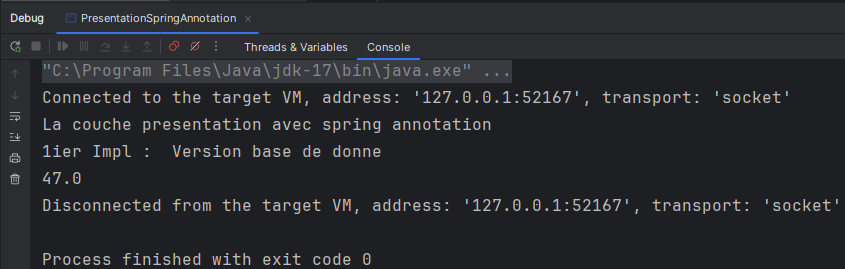 Debug PresentationSpringAnnotation ×
Threads & Variables Console
"C:\Program Files\Java\jdk-17\bin\java.exe" ...
Connected to the target VM, address: '127.0.0.1:52167', transport: 'socket'
La couche presentation avec spring annotation
1ier Impl :  Version base de donne
47.0
Disconnected from the target VM, address: '127.0.0.1:52167', transport: 'socket'
Process finished with exit code 0